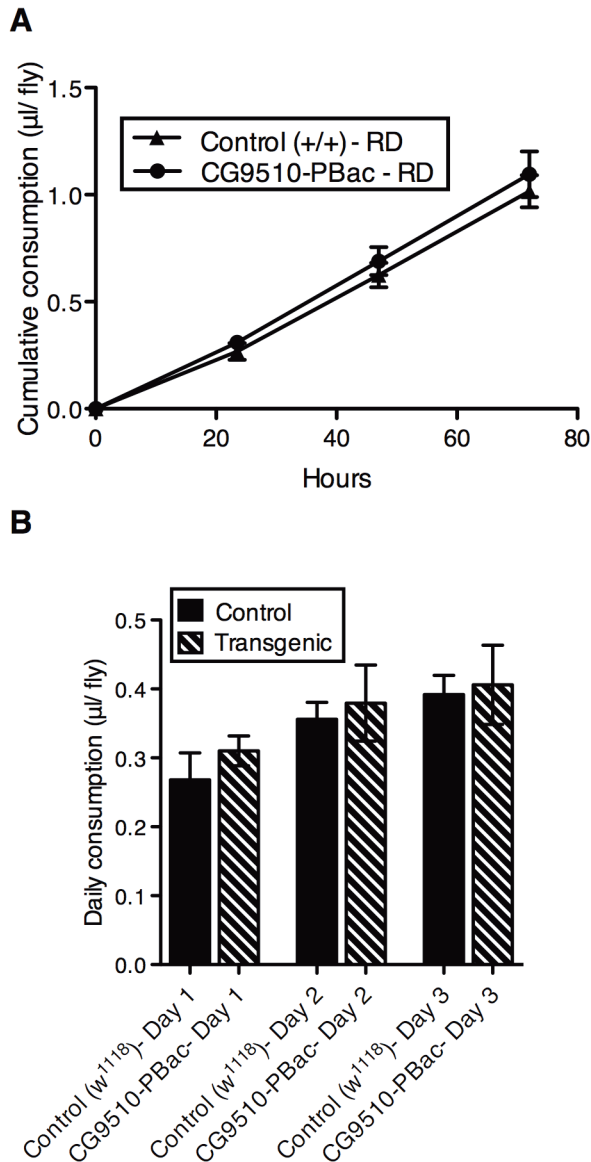 A
Cumulative consumption (µl/ fly)
1.5
1.0
0.5
0.0
Control (+/+) - RD
CG9510-PBac - RD
0
20
40
60
80
Hours
B
Daily consumption (µl/ fly)
0.5
0.4
0.3
0.2
0.1
0.0
Control
Transgenic
Control (w¹¹¹⁸)- Day 1
CG9510-PBac- Day 1
Control (w¹¹¹⁸)- Day 2
CG9510-PBac- Day 2
Control (w¹¹¹⁸)- Day 3
CG9510-PBac- Day 3